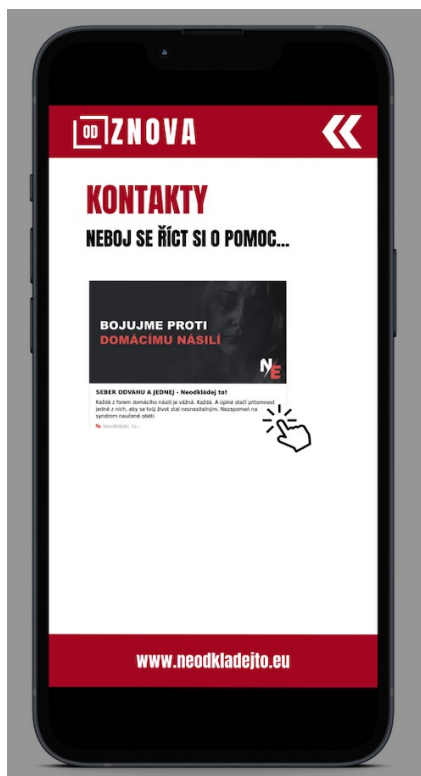 OD ZNOVA
KONTAKTY
NEBOJ SE ŘÍCT SI O POMOC...
BOJUJME PROTI
DOMÁCÍMU NÁSILÍ
NE
SEBER ODVAHU A JEDNEJ - Neodkládej to!
Každá z forem domácího násilí je vážná. Každá. A úplně stačí přítomnost
jedné z nich, aby se tvůj život stal nesnesitelným. Nezapomeň na
syndrom naučené oběti.
Neodkládej to!
www.neodkladejto.eu